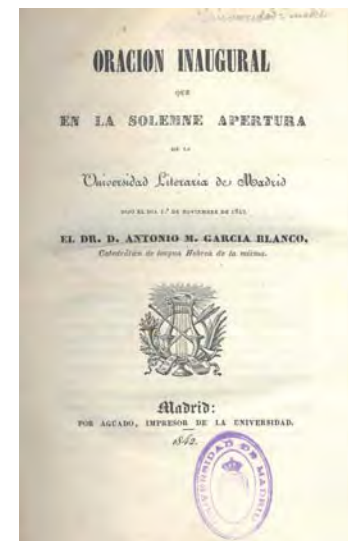 ORACION INAUGURAL
QUE
EN LA SOLEMNE APERTURA
DE LA
Universidad Literaria de Madrid
DIJO EL DIA 1.º DE NOVIEMBRE DE 1842
EL DR. D. ANTONIO M. GARCIA BLANCO,
Catedrático de lengua Hebrea de la misma.
Madrid:
POR AGUADO, IMPRESOR DE LA UNIVERSIDAD.
1842.
UNIVERSIDAD DE MADRID